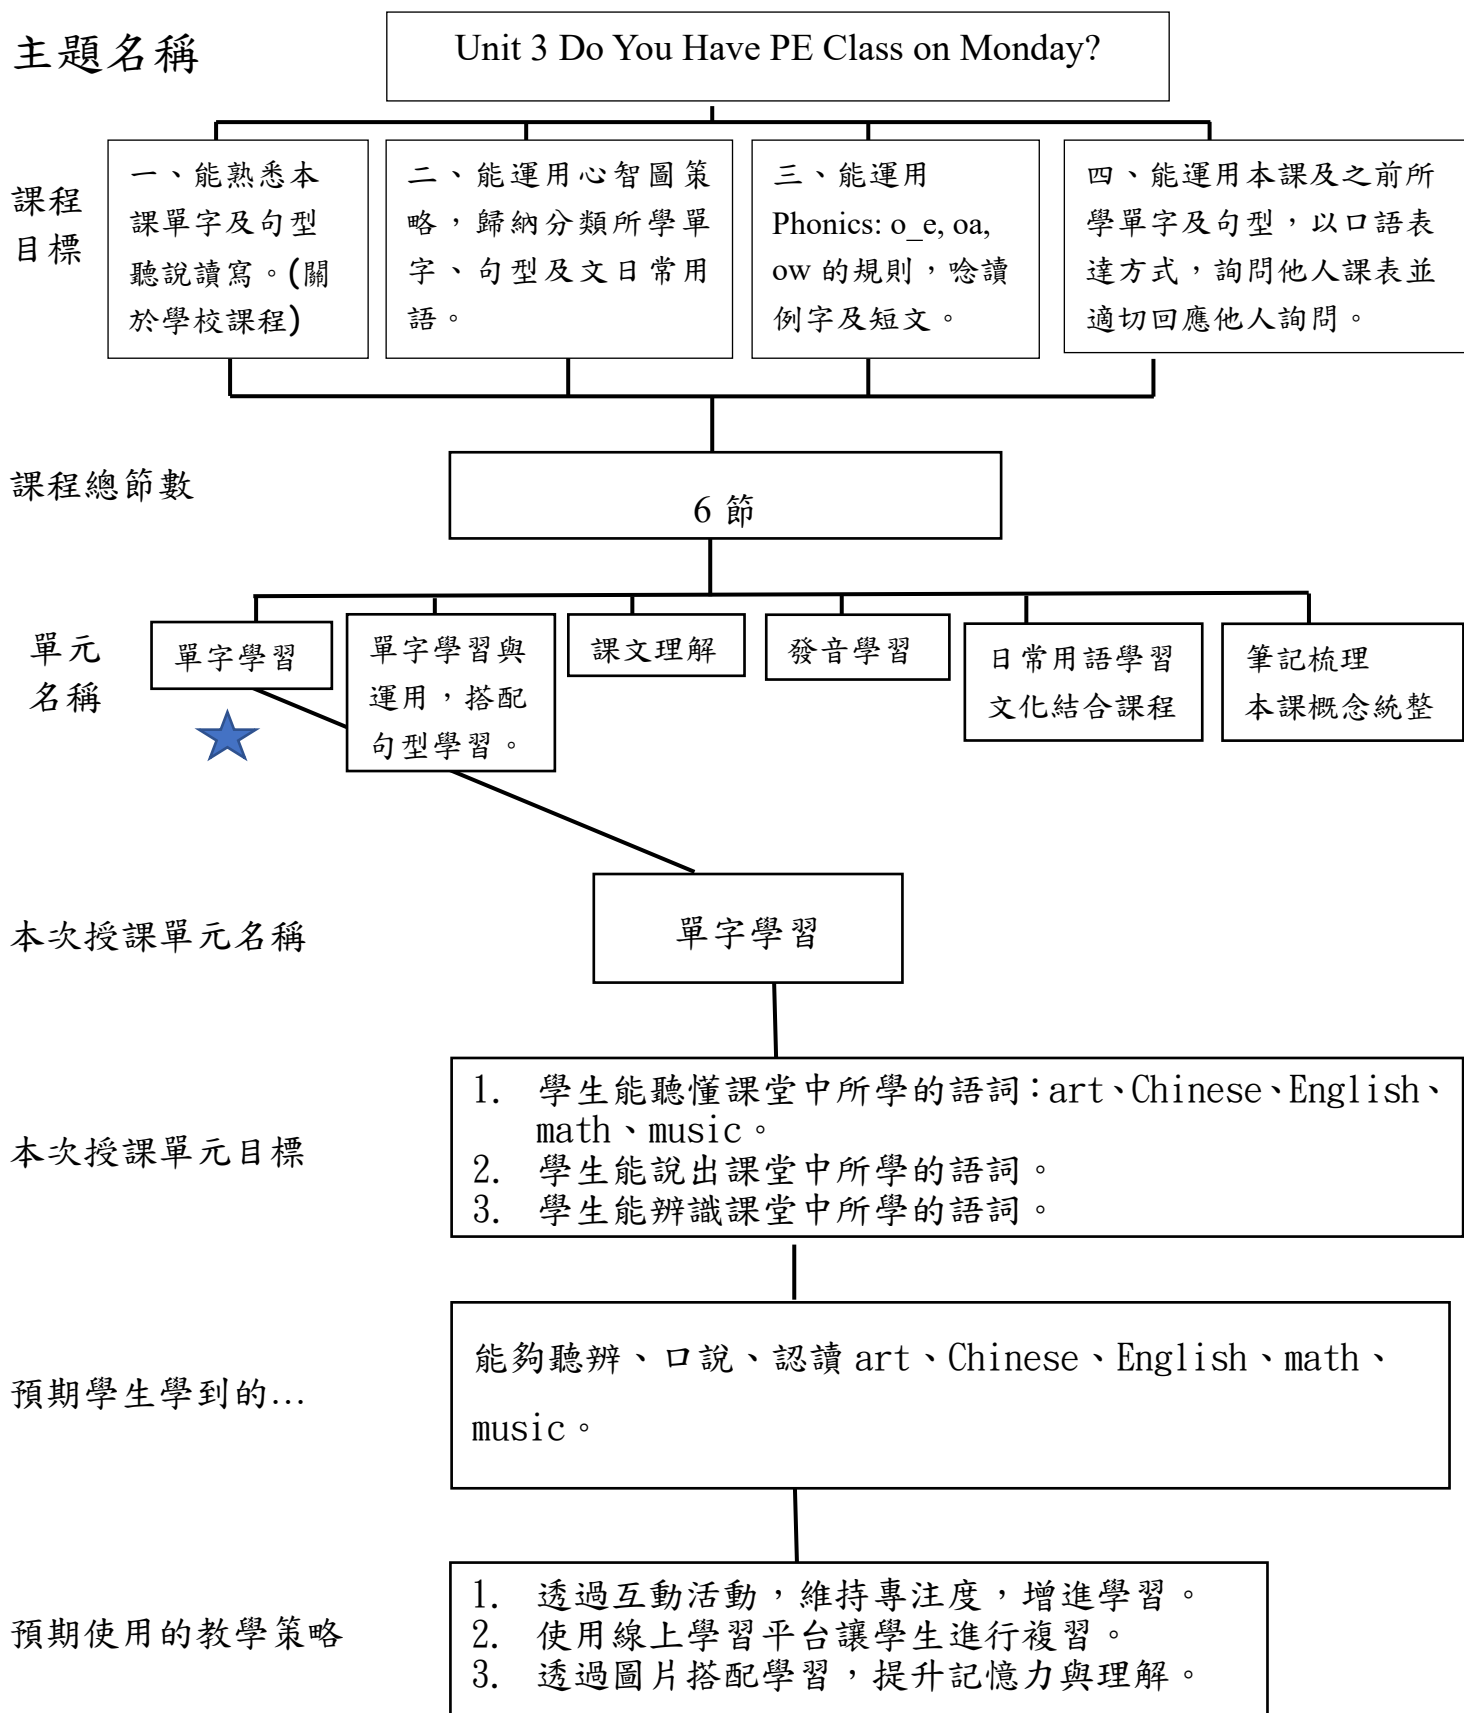 主題名稱
Unit 3 Do You Have PE Class on Monday?
課程
目標
一、能熟悉本
課單字及句型
聽說讀寫。(關
於學校課程)
二、能運用心智圖策
略，歸納分類所學單
字、句型及文日常用
語。
三、能運用
Phonics: o_e, oa,
ow 的規則，唸讀
例字及短文。
四、能運用本課及之前所
學單字及句型，以口語表
達方式，詢問他人課表並
適切回應他人詢問。
課程總節數
6 節
單元
名稱
單字學習
單字學習與
運用，搭配
句型學習。
課文理解
發音學習
日常用語學習
文化結合課程
筆記梳理
本課概念統整
本次授課單元名稱
單字學習
本次授課單元目標
1. 學生能聽懂課堂中所學的語詞：art、Chinese、English、
math、music。
2. 學生能說出課堂中所學的語詞。
3. 學生能辨識課堂中所學的語詞。
預期學生學到的…
能夠聽辨、口說、認讀 art、Chinese、English、math、
music。
預期使用的教學策略
1. 透過互動活動，維持專注度，增進學習。
2. 使用線上學習平台讓學生進行複習。
3. 透過圖片搭配學習，提升記憶力與理解。